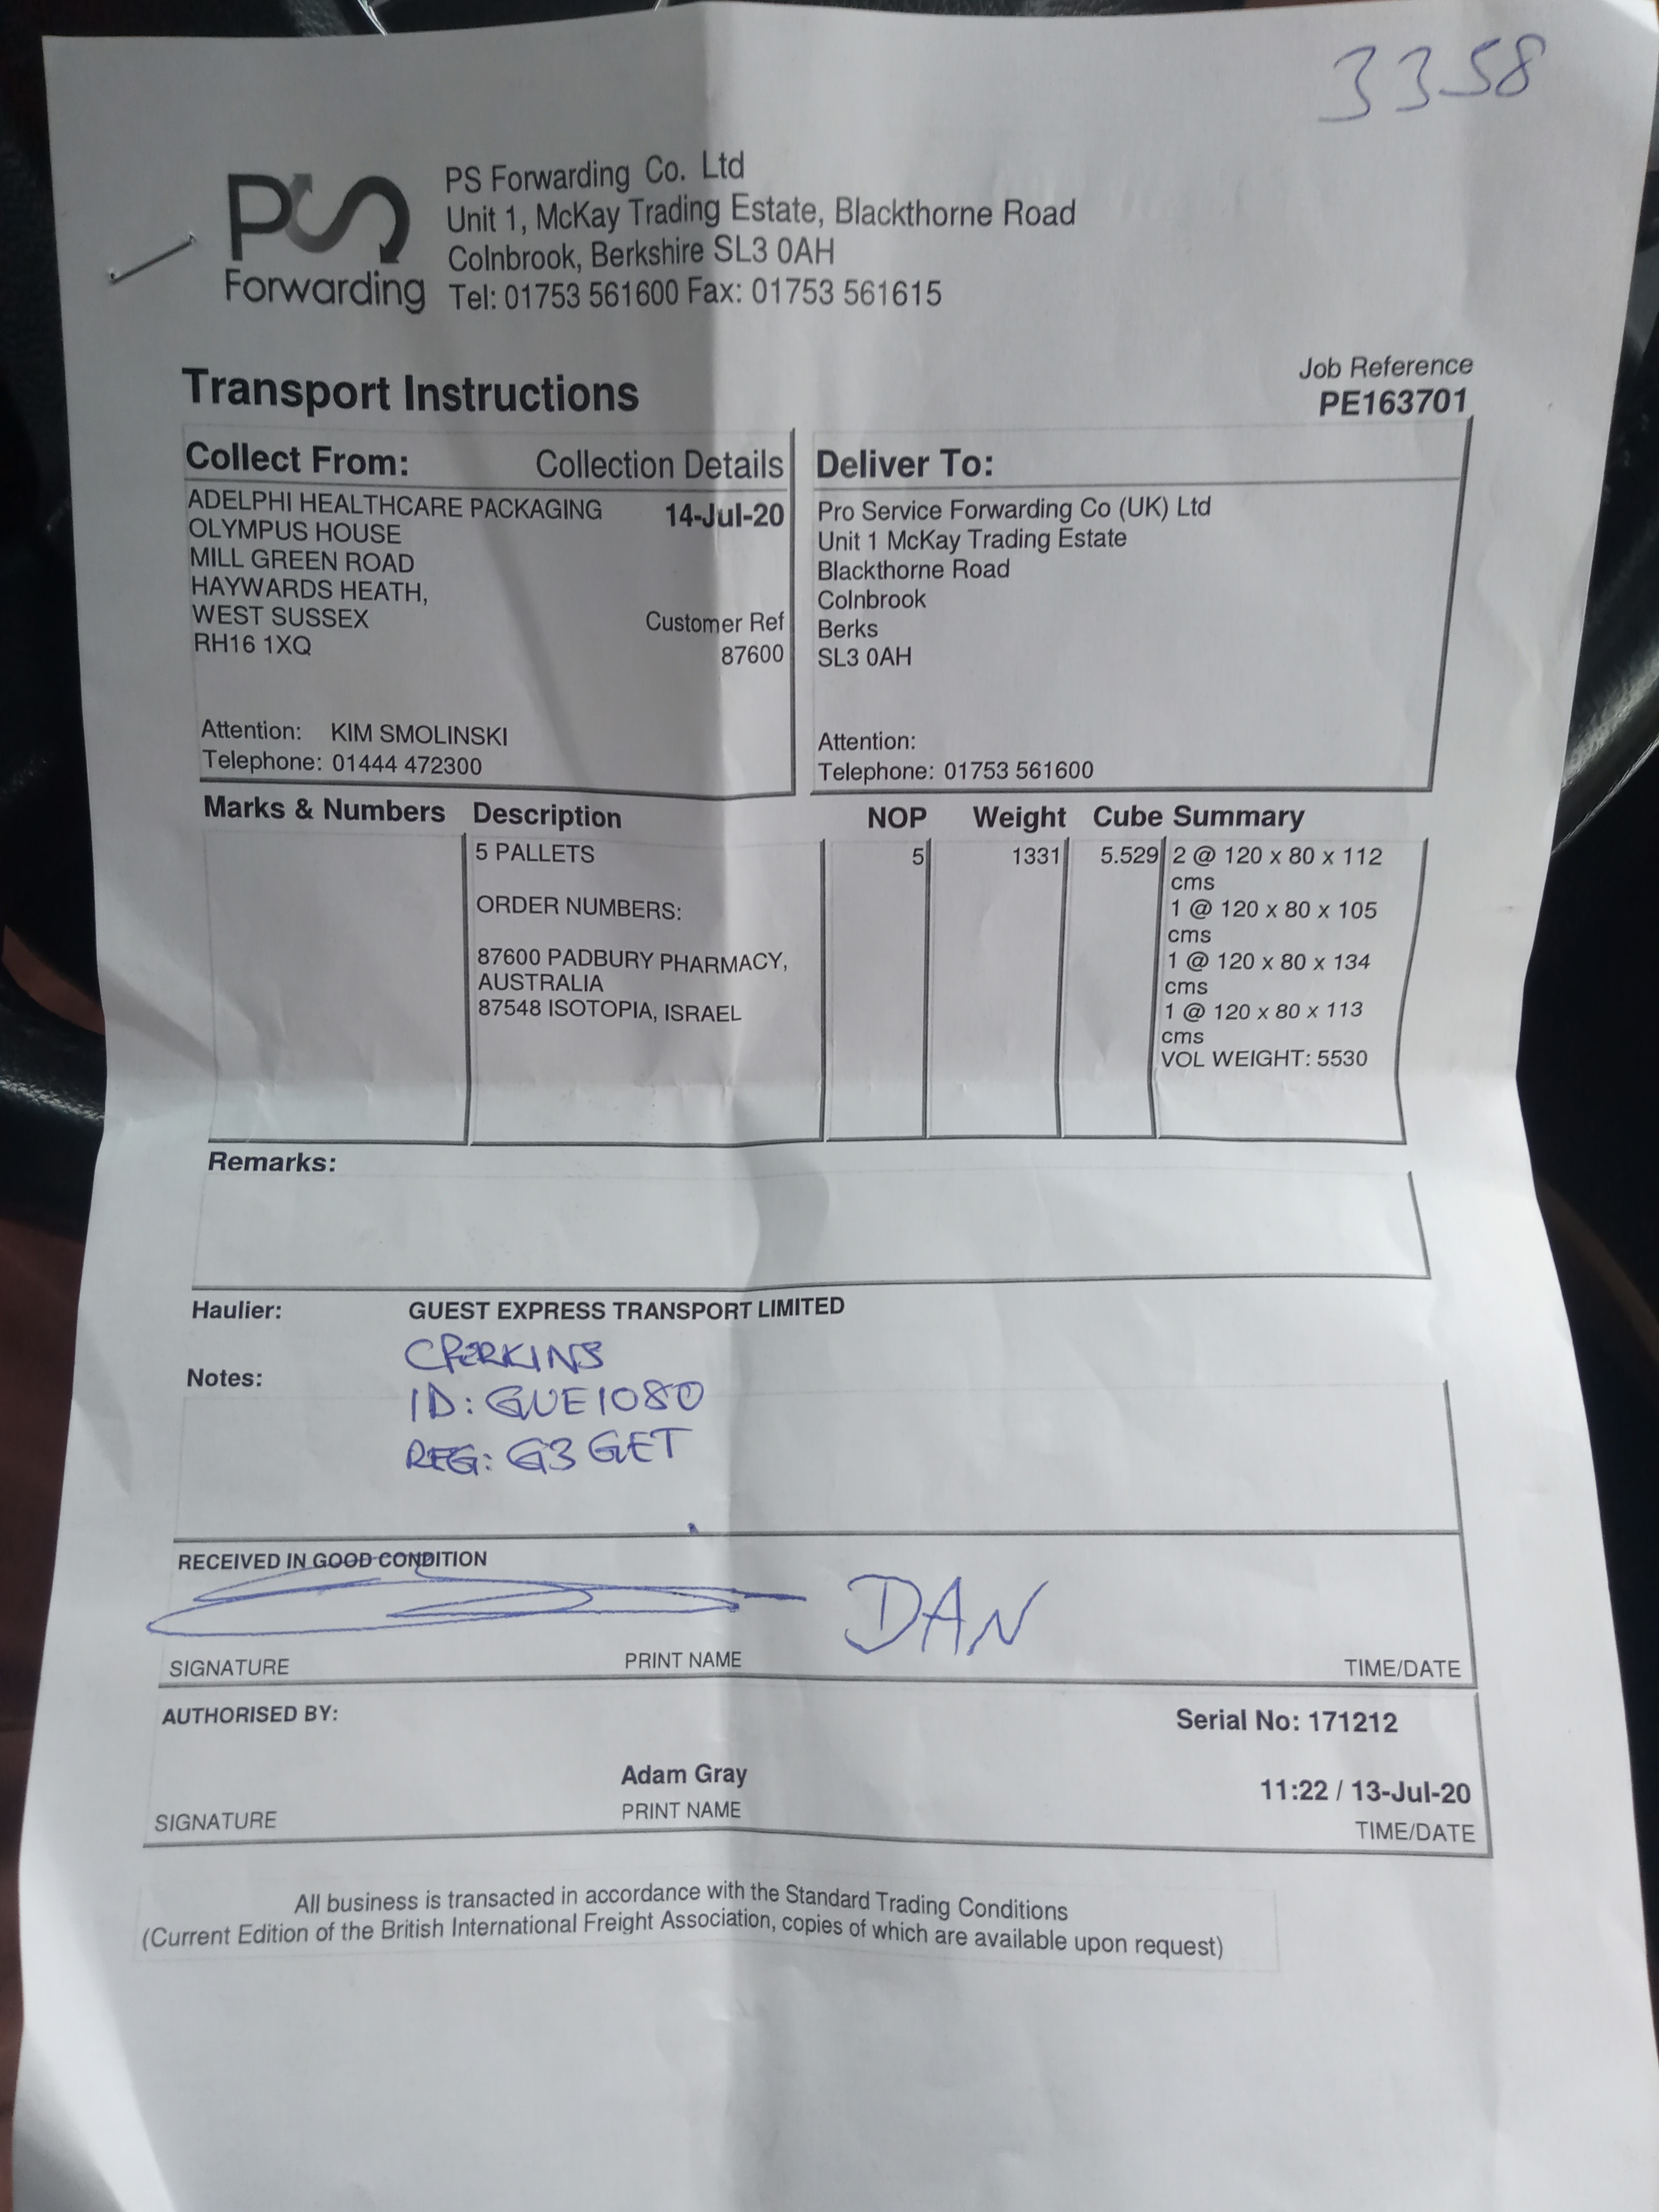 3358
PS
Forwarding
PS Forwarding Co. Ltd
Unit 1, McKay Trading Estate, Blackthorne Road
Colnbrook, Berkshire SL3 0AH
Tel: 01753 561600 Fax: 01753 561615
Transport Instructions
Job Reference
PE163701
Collect From: Collection Details
ADELPHI HEALTHCARE PACKAGING 14-Jul-20
OLYMPUS HOUSE
MILL GREEN ROAD
HAYWARDS HEATH,
WEST SUSSEX
RH16 1XQ
Customer Ref
87600
Attention: KIM SMOLINSKI
Telephone: 01444 472300
Deliver To:
Pro Service Forwarding Co (UK) Ltd
Unit 1 McKay Trading Estate
Blackthorne Road
Colnbrook
Berks
SL3 0AH
Attention:
Telephone: 01753 561600
Marks & Numbers Description NOP Weight Cube Summary
5 PALLETS 5 1331 5.529 2 @ 120 x 80 x 112
cms
ORDER NUMBERS: 1 @ 120 x 80 x 105
cms
87600 PADBURY PHARMACY, 1 @ 120 x 80 x 134
AUSTRALIA cms
87548 ISOTOPIA, ISRAEL 1 @ 120 x 80 x 113
cms
VOL WEIGHT: 5530
Remarks:
Haulier: GUEST EXPRESS TRANSPORT LIMITED
CPERKINS
Notes:
ID: GUE1080
REG: G3 GET
RECEIVED IN GOOD CONDITION
DAN
SIGNATURE PRINT NAME TIME/DATE
AUTHORISED BY: Serial No: 171212
Adam Gray 11:22 / 13-Jul-20
SIGNATURE PRINT NAME TIME/DATE
All business is transacted in accordance with the Standard Trading Conditions
(Current Edition of the British International Freight Association, copies of which are available upon request)